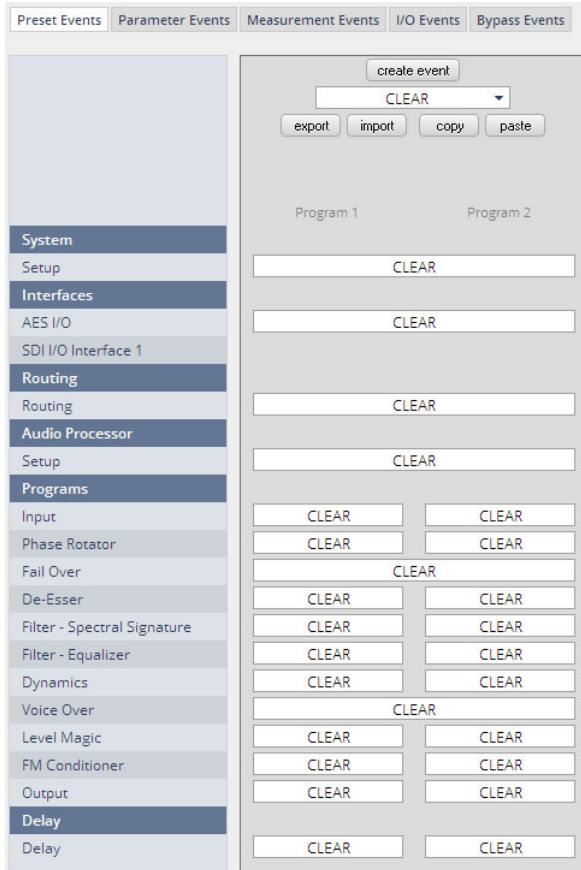 Preset Events Parameter Events Measurement Events I/O Events Bypass Events
create event
CLEAR
export import copy paste
Program 1 Program 2
System
Setup CLEAR
Interfaces
AES I/O CLEAR
SDI I/O Interface 1
Routing
Routing CLEAR
Audio Processor
Setup CLEAR
Programs
Input CLEAR CLEAR
Phase Rotator CLEAR CLEAR
Fail Over CLEAR
De-Esser CLEAR CLEAR
Filter - Spectral Signature CLEAR CLEAR
Filter - Equalizer CLEAR CLEAR
Dynamics CLEAR CLEAR
Voice Over CLEAR
Level Magic CLEAR CLEAR
FM Conditioner CLEAR CLEAR
Output CLEAR CLEAR
Delay
Delay CLEAR CLEAR